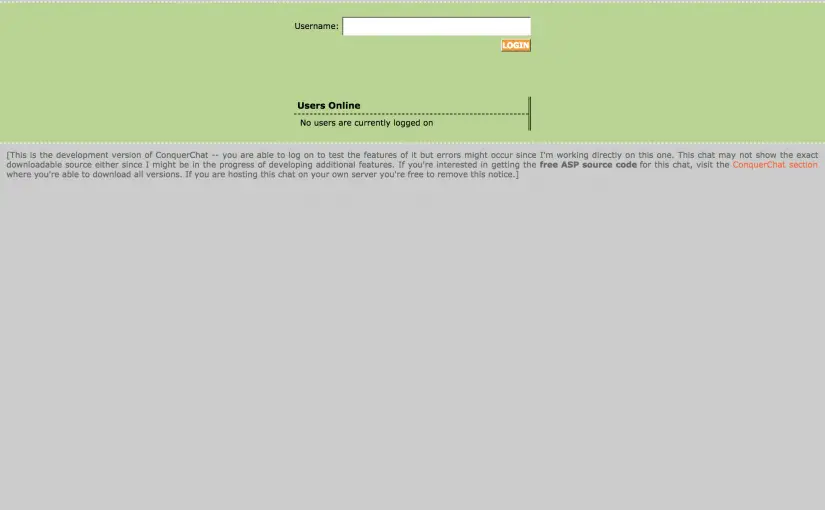 Username:
LOGIN
Users Online
No users are currently logged on
[This is the development version of ConquerChat -- you are able to log on to test the features of it but errors might occur since I'm working directly on this one. This chat may not show the exact
downloadable source either since I might be in the progress of developing additional features. If you're interested in getting the free ASP source code for this chat, visit the ConquerChat section
where you're able to download all versions. If you are hosting this chat on your own server you're free to remove this notice.]